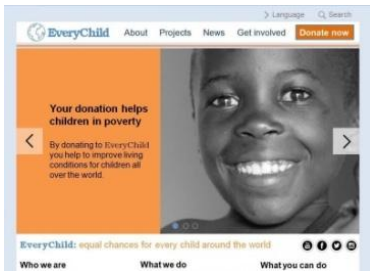 Language Search
EveryChild About Projects News Get involved Donate now
Your donation helps
children in poverty
By donating to EveryChild
you help to improve living
conditions for children all
over the world.
EveryChild: equal chances for every child around the world
Who we are What we do What you can do